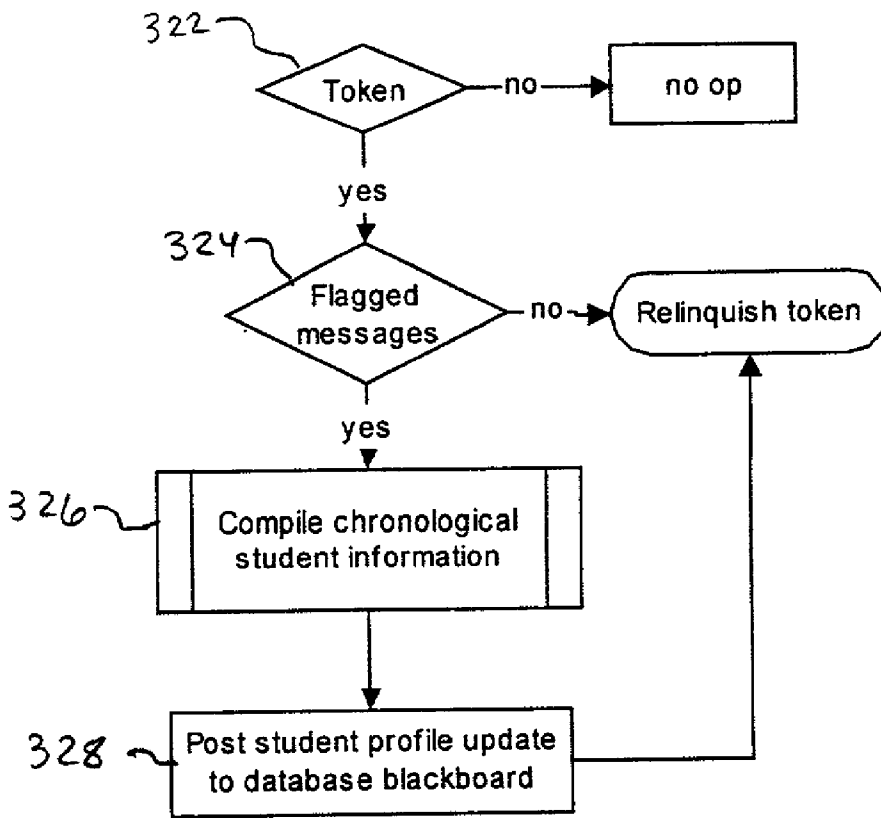 322
Token
no
no op
yes
324
Flagged
messages
no
Relinquish token
yes
326
Compile chronological
student information
328
Post student profile update
to database blackboard